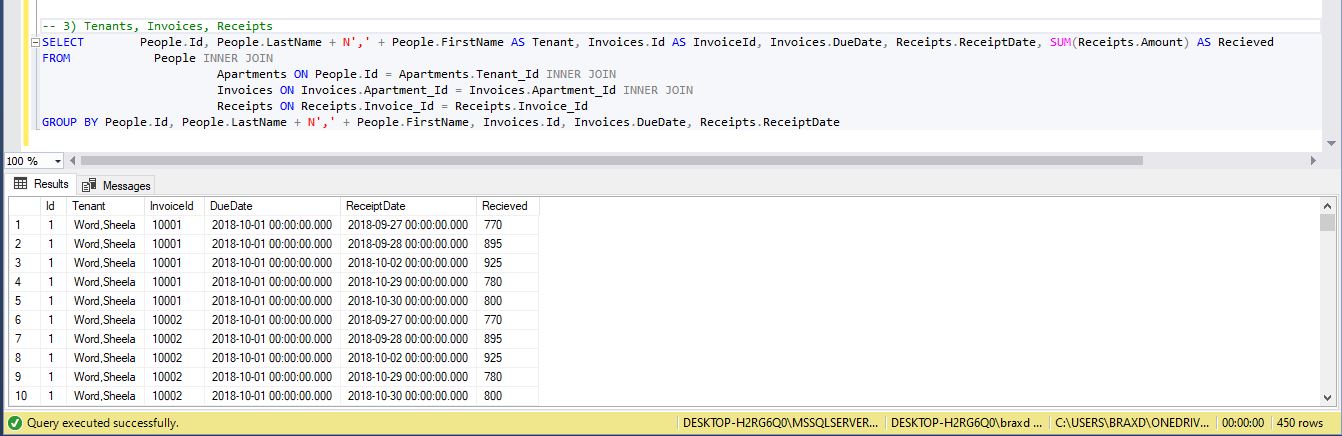 -- 3) Tenants, Invoices, Receipts
SELECT People.Id, People.LastName + N',' + People.FirstName AS Tenant, Invoices.Id AS InvoiceId, Invoices.DueDate, Receipts.ReceiptDate, SUM(Receipts.Amount) AS Recieved
FROM People INNER JOIN
Apartments ON People.Id = Apartments.Tenant_Id INNER JOIN
Invoices ON Invoices.Apartment_Id = Invoices.Apartment_Id INNER JOIN
Receipts ON Receipts.Invoice_Id = Receipts.Invoice_Id
GROUP BY People.Id, People.LastName + N',' + People.FirstName, Invoices.Id, Invoices.DueDate, Receipts.ReceiptDate
100 %
Results Messages
Id Tenant InvoiceId DueDate ReceiptDate Recieved
1 1 Word,Sheela 10001 2018-10-01 00:00:00.000 2018-09-27 00:00:00.000 770
2 1 Word,Sheela 10001 2018-10-01 00:00:00.000 2018-09-28 00:00:00.000 895
3 1 Word,Sheela 10001 2018-10-01 00:00:00.000 2018-10-02 00:00:00.000 925
4 1 Word,Sheela 10001 2018-10-01 00:00:00.000 2018-10-29 00:00:00.000 780
5 1 Word,Sheela 10001 2018-10-01 00:00:00.000 2018-10-30 00:00:00.000 800
6 1 Word,Sheela 10002 2018-10-01 00:00:00.000 2018-09-27 00:00:00.000 770
7 1 Word,Sheela 10002 2018-10-01 00:00:00.000 2018-09-28 00:00:00.000 895
8 1 Word,Sheela 10002 2018-10-01 00:00:00.000 2018-10-02 00:00:00.000 925
9 1 Word,Sheela 10002 2018-10-01 00:00:00.000 2018-10-29 00:00:00.000 780
10 1 Word,Sheela 10002 2018-10-01 00:00:00.000 2018-10-30 00:00:00.000 800
Query executed successfully. DESKTOP-H2RG6Q0\MSSQLSERVER... DESKTOP-H2RG6Q0\braxd ... C:\USERS\BRAXD\ONEDRIV... 00:00:00 450 rows